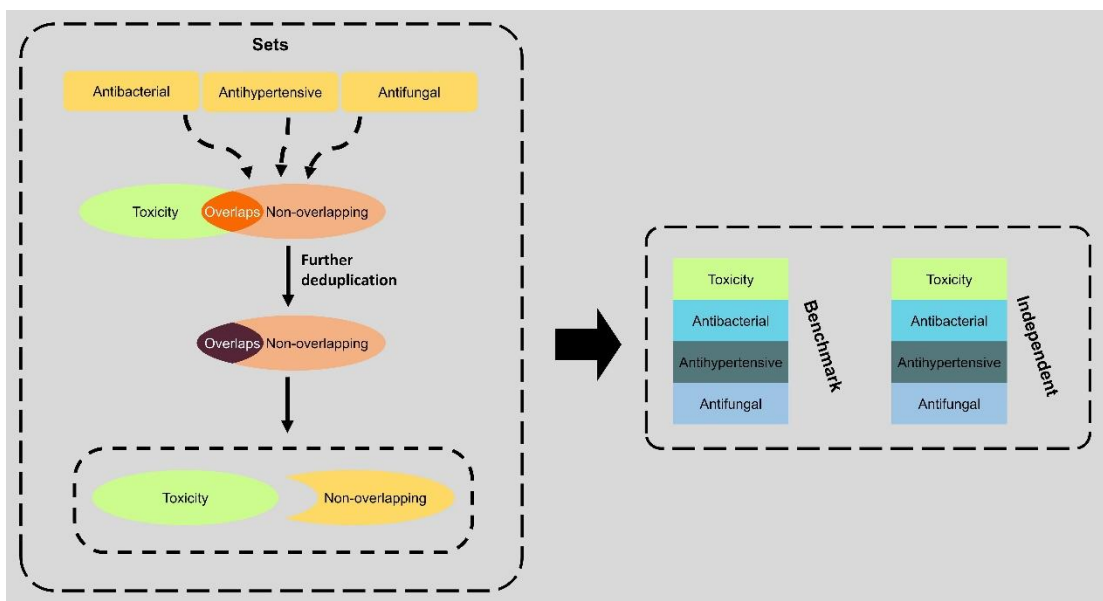 Sets
Antibacterial
Antihypertensive
Antifungal
Toxicity
Overlaps
Non-overlapping
Further
deduplication
Overlaps
Non-overlapping
Toxicity
Non-overlapping
Toxicity
Antibacterial
Antihypertensive
Antifungal
Benchmark
Toxicity
Antibacterial
Antihypertensive
Antifungal
Independent